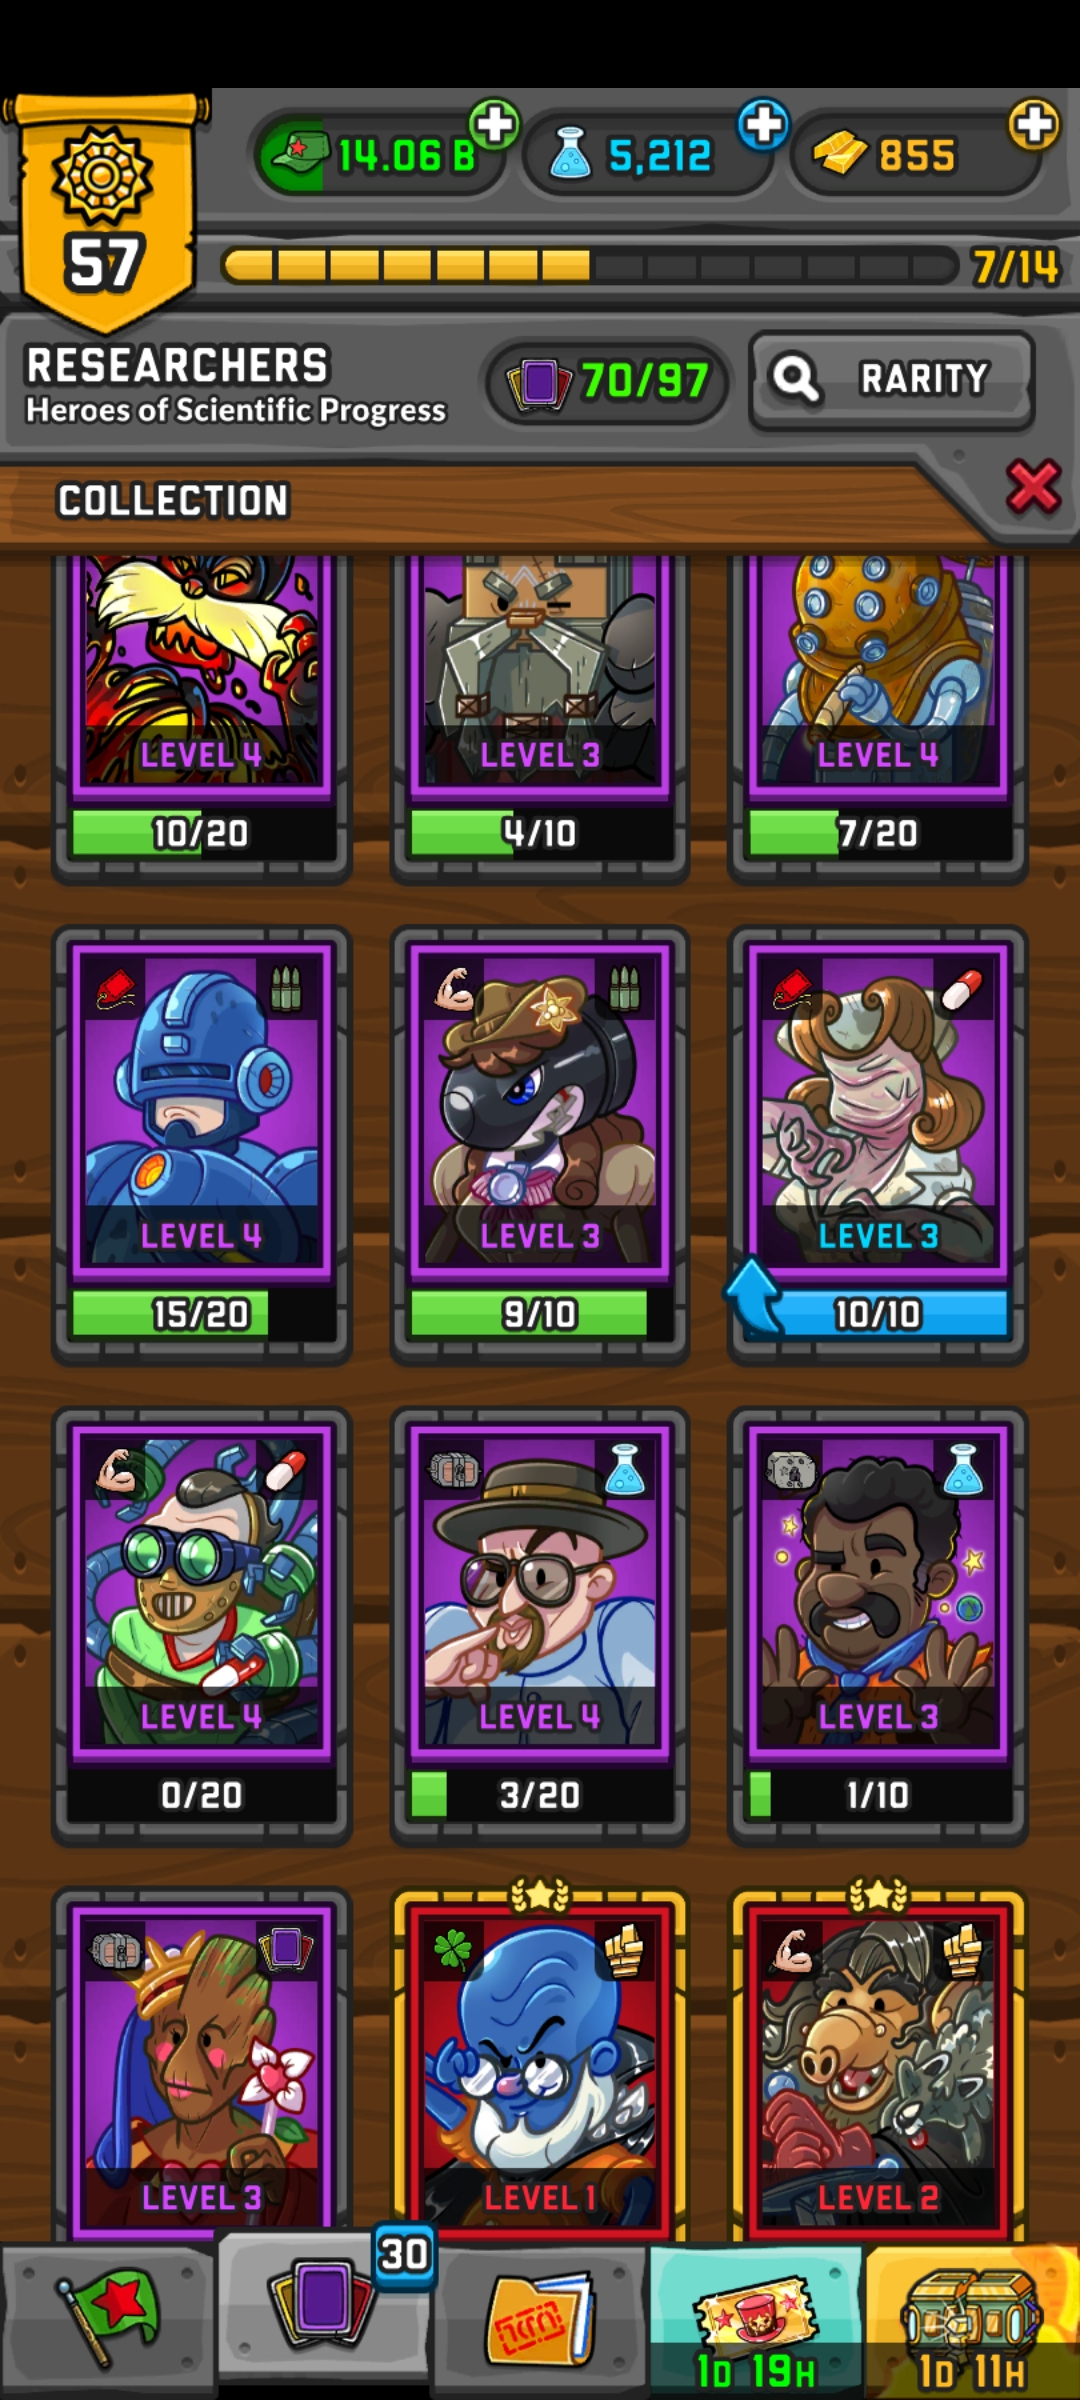 14.06 B
5,212
855
57
7/14
RESEARCHERS
Heroes of Scientific Progress
70/97
RARITY
COLLECTION
LEVEL 4
LEVEL 3
LEVEL 4
10/20
4/10
7/20
LEVEL 4
LEVEL 3
LEVEL 3
15/20
9/10
10/10
LEVEL 4
LEVEL 4
LEVEL 3
0/20
3/20
1/10
LEVEL 3
LEVEL 1
LEVEL 2
30
1D 19H
1D 11H